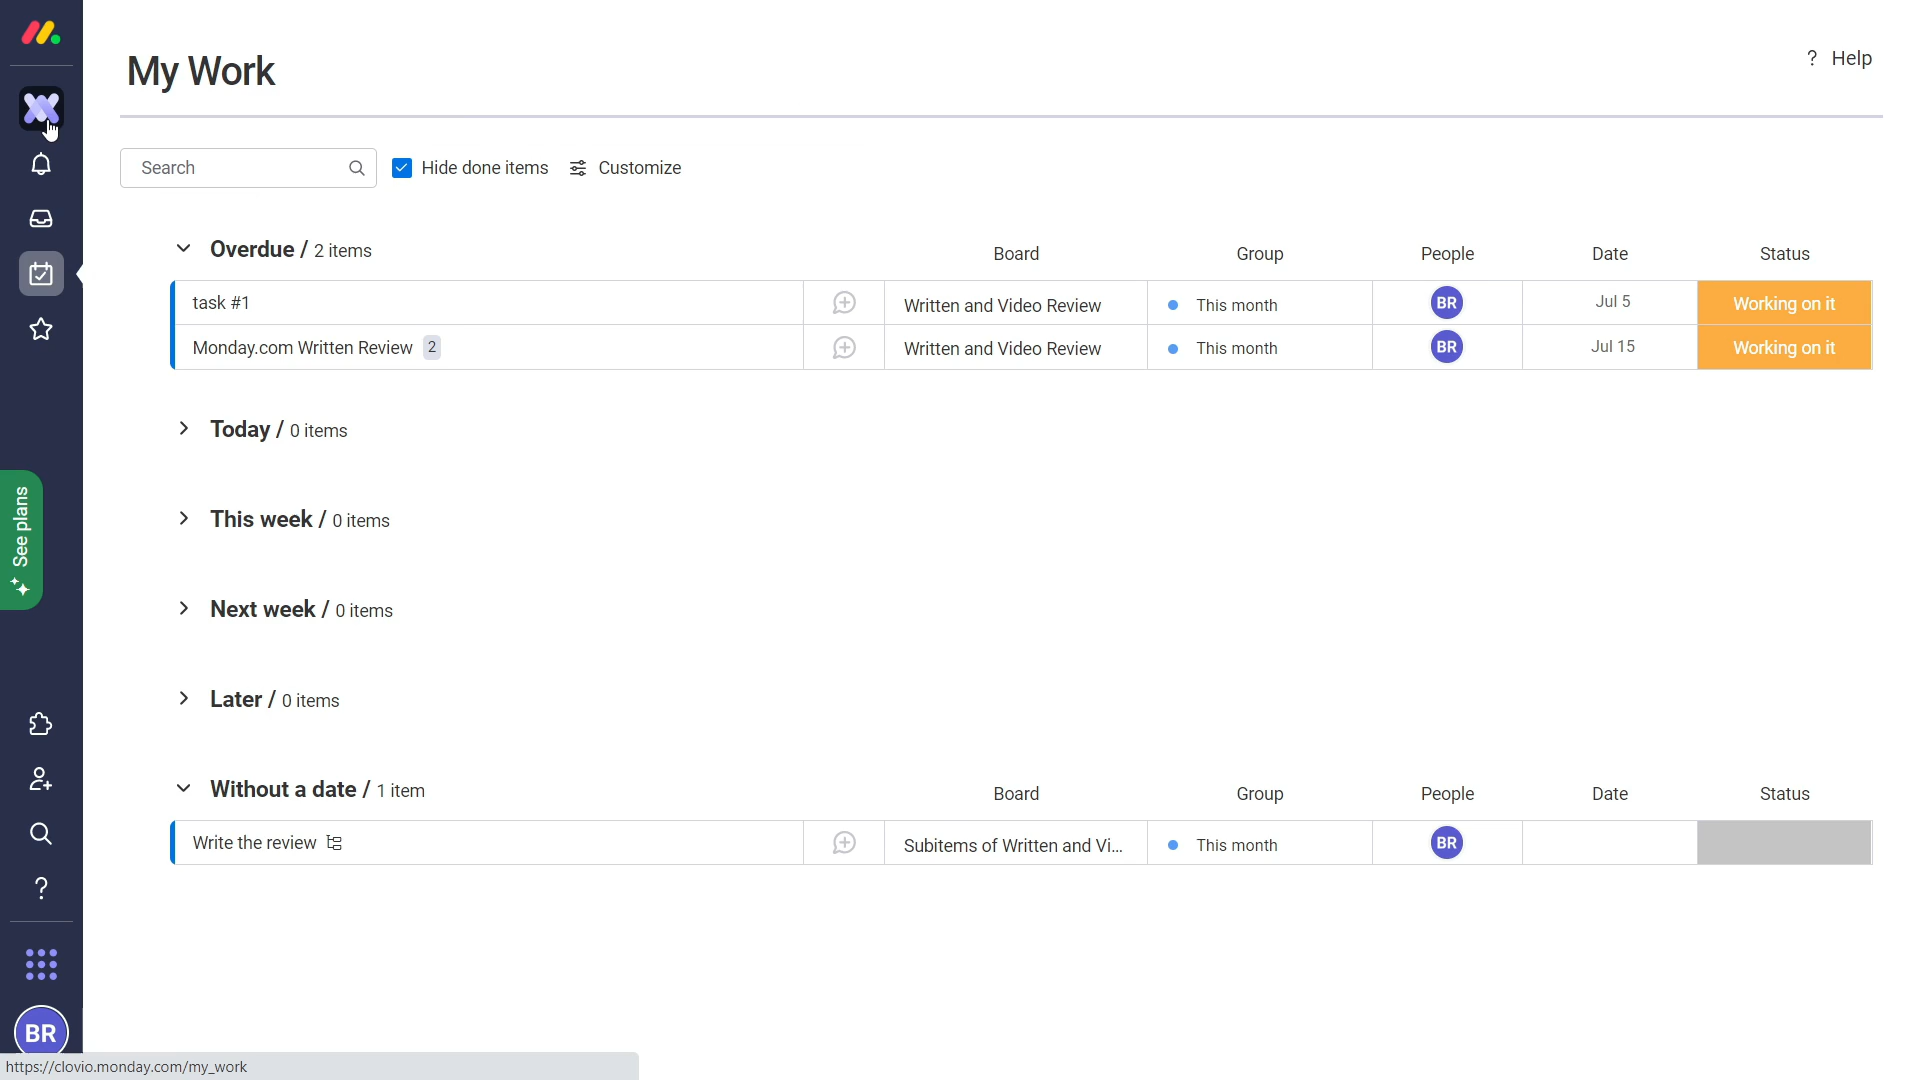 My Work
? Help
Search
Hide done items
Customize
Overdue / 2 items
Board
Group
People
Date
Status
task #1
Written and Video Review
This month
BR
Jul 5
Working on it
Monday.com Written Review 2
Written and Video Review
This month
BR
Jul 15
Working on it
Today / 0 items
This week / 0 items
See plans
Next week / 0 items
Later / 0 items
Without a date / 1 item
Board
Group
People
Date
Status
Write the review
Subitems of Written and Vi...
This month
BR
?
BR
https://clovio.monday.com/my_work